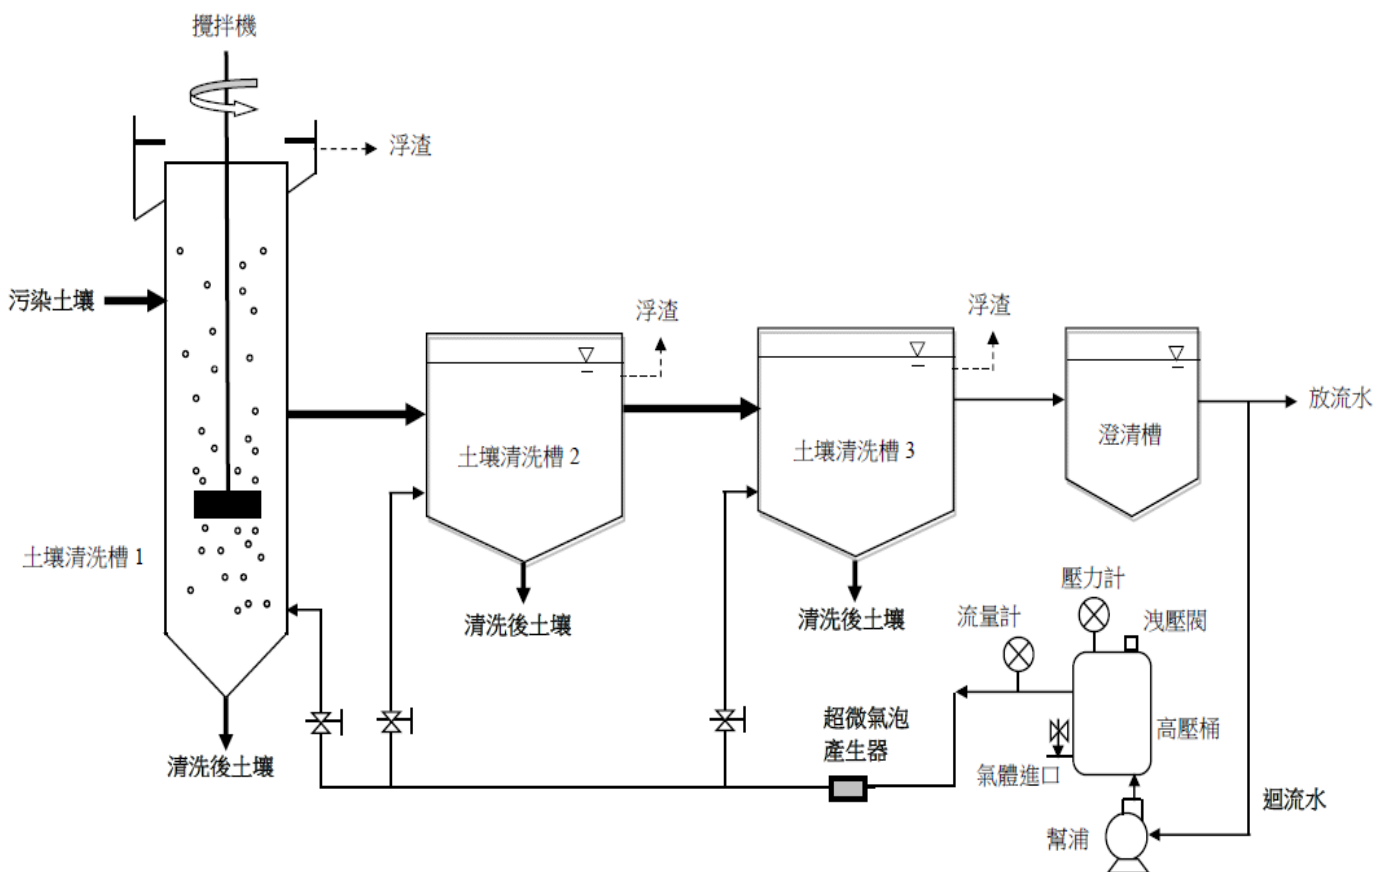 攪拌機
浮渣
污染土壤
浮渣
浮渣
放流水
澄清槽
土壤清洗槽 2
土壤清洗槽 3
土壤清洗槽 1
壓力計
清洗後土壤
清洗後土壤
流量計
洩壓閥
超微氣泡
產生器
高壓桶
清洗後土壤
氣體進口
迴流水
幫浦